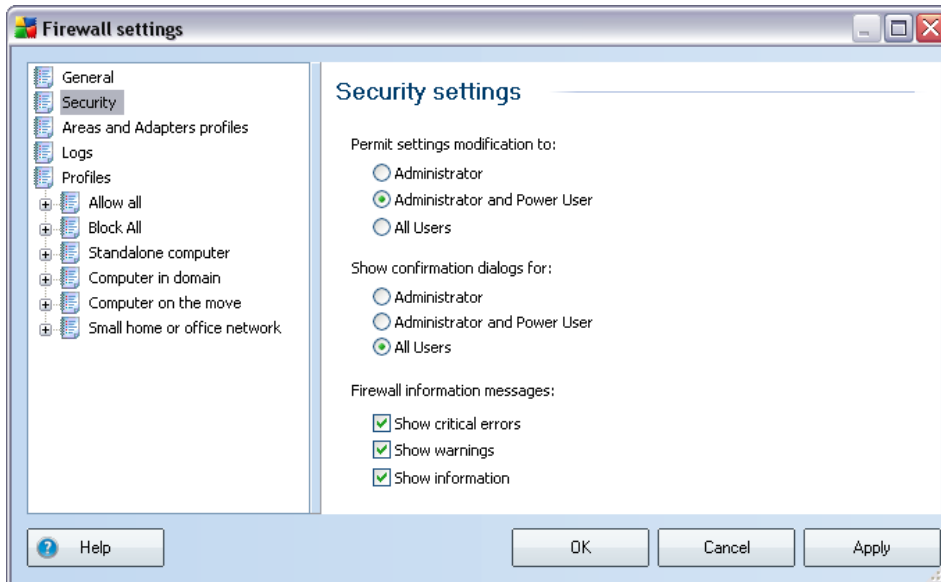 Firewall settings
General
Security
Areas and Adapters profiles
Logs
Profiles
Allow all
Block All
Standalone computer
Computer in domain
Computer on the move
Small home or office network
Security settings
Permit settings modification to:
Administrator
Administrator and Power User
All Users
Show confirmation dialogs for:
Administrator
Administrator and Power User
All Users
Firewall information messages:
Show critical errors
Show warnings
Show information
Help
OK
Cancel
Apply